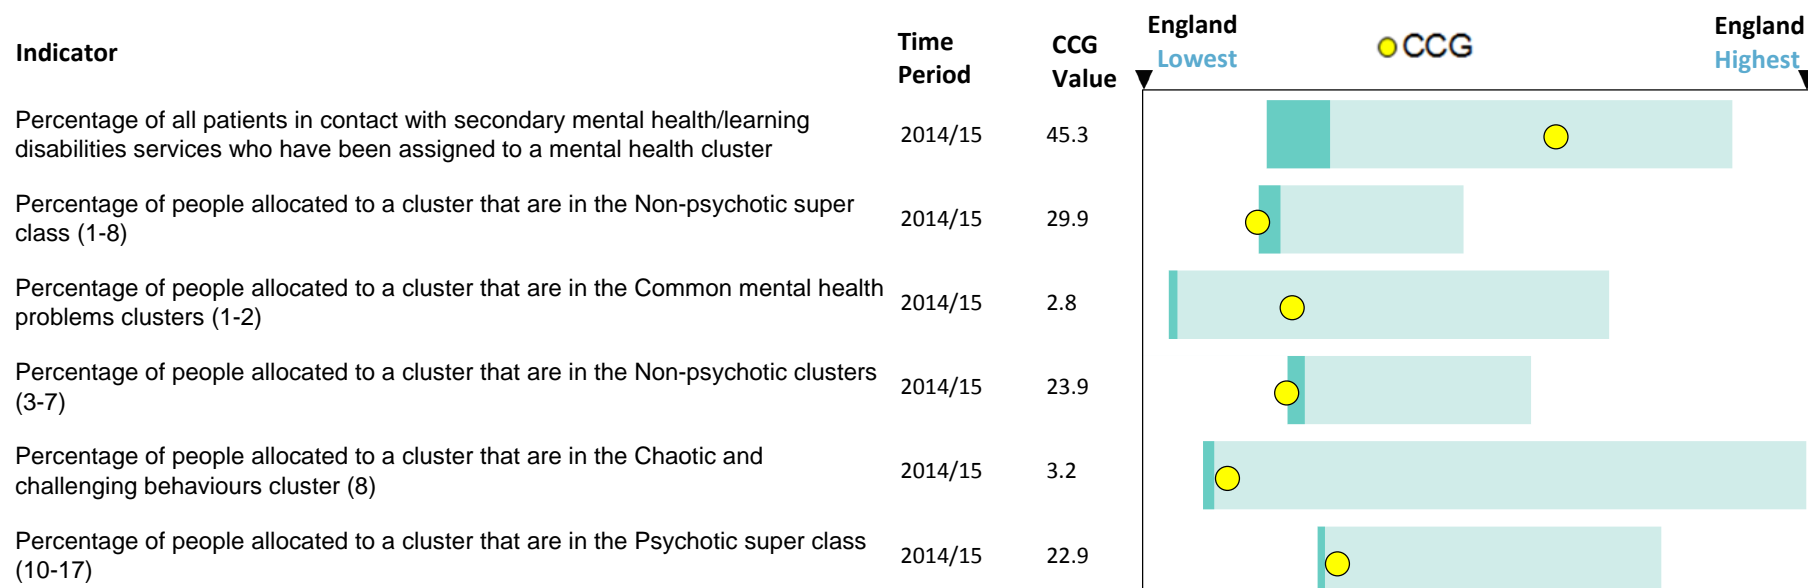 Indicator
Time
Period
CCG
Value
England
Lowest
CCG
England
Highest
Percentage of all patients in contact with secondary mental health/learning
disabilities services who have been assigned to a mental health cluster
2014/15
45.3
Percentage of people allocated to a cluster that are in the Non-psychotic super
class (1-8)
2014/15
29.9
Percentage of people allocated to a cluster that are in the Common mental health
problems clusters (1-2)
2014/15
2.8
Percentage of people allocated to a cluster that are in the Non-psychotic clusters
(3-7)
2014/15
23.9
Percentage of people allocated to a cluster that are in the Chaotic and
challenging behaviours cluster (8)
2014/15
3.2
Percentage of people allocated to a cluster that are in the Psychotic super class
(10-17)
2014/15
22.9